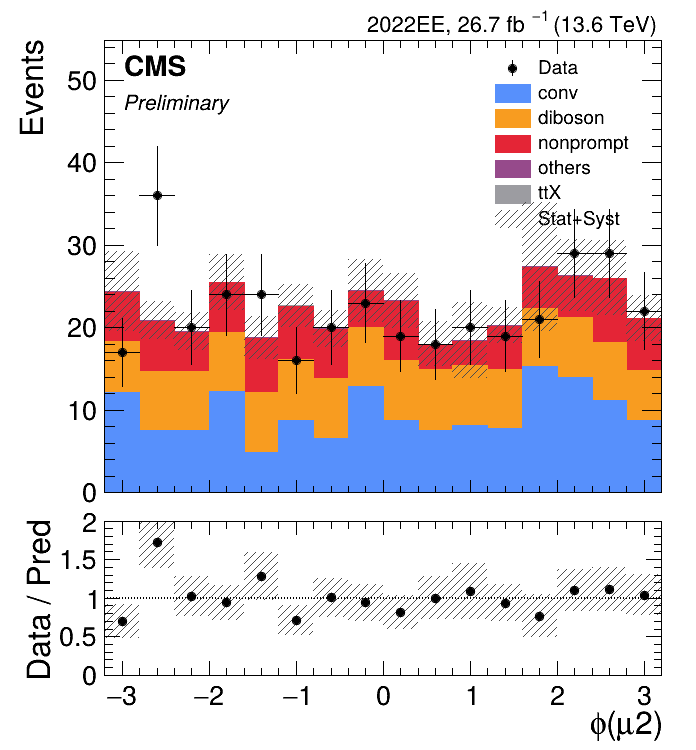 2022EE, 26.7 fb⁻¹ (13.6 TeV)
Events
CMS
Preliminary
Data
conv
diboson
nonprompt
others
ttX
Stat+Syst
50
40
30
20
10
0
Data / Pred
2
1.5
1
0.5
0
−3 −2 −1 0 1 2 3
ϕ(μ2)